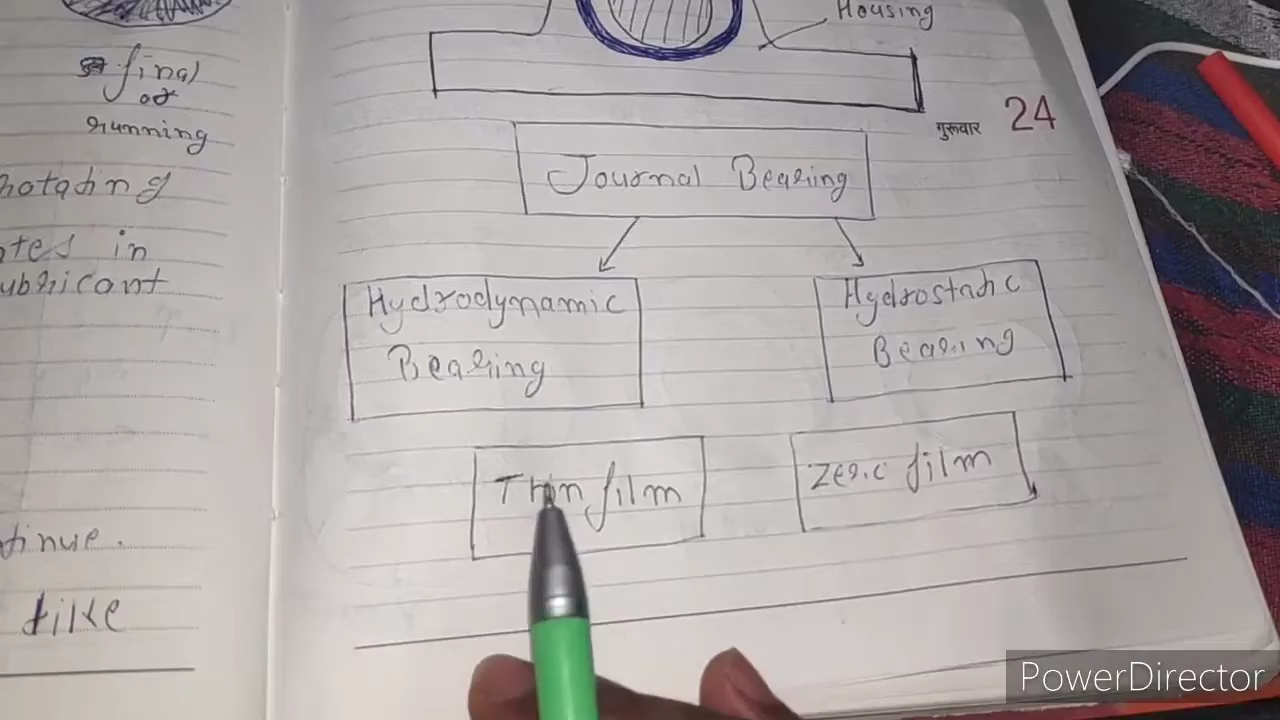 final
or
running
rotating
tes in
ubricant
tinue.
like
Housing
गुरूवार 24
Journal Bearing
Hydrodynamic
Bearing
Hydrostatic
Bearing
Thin film
Zero film
PowerDirector